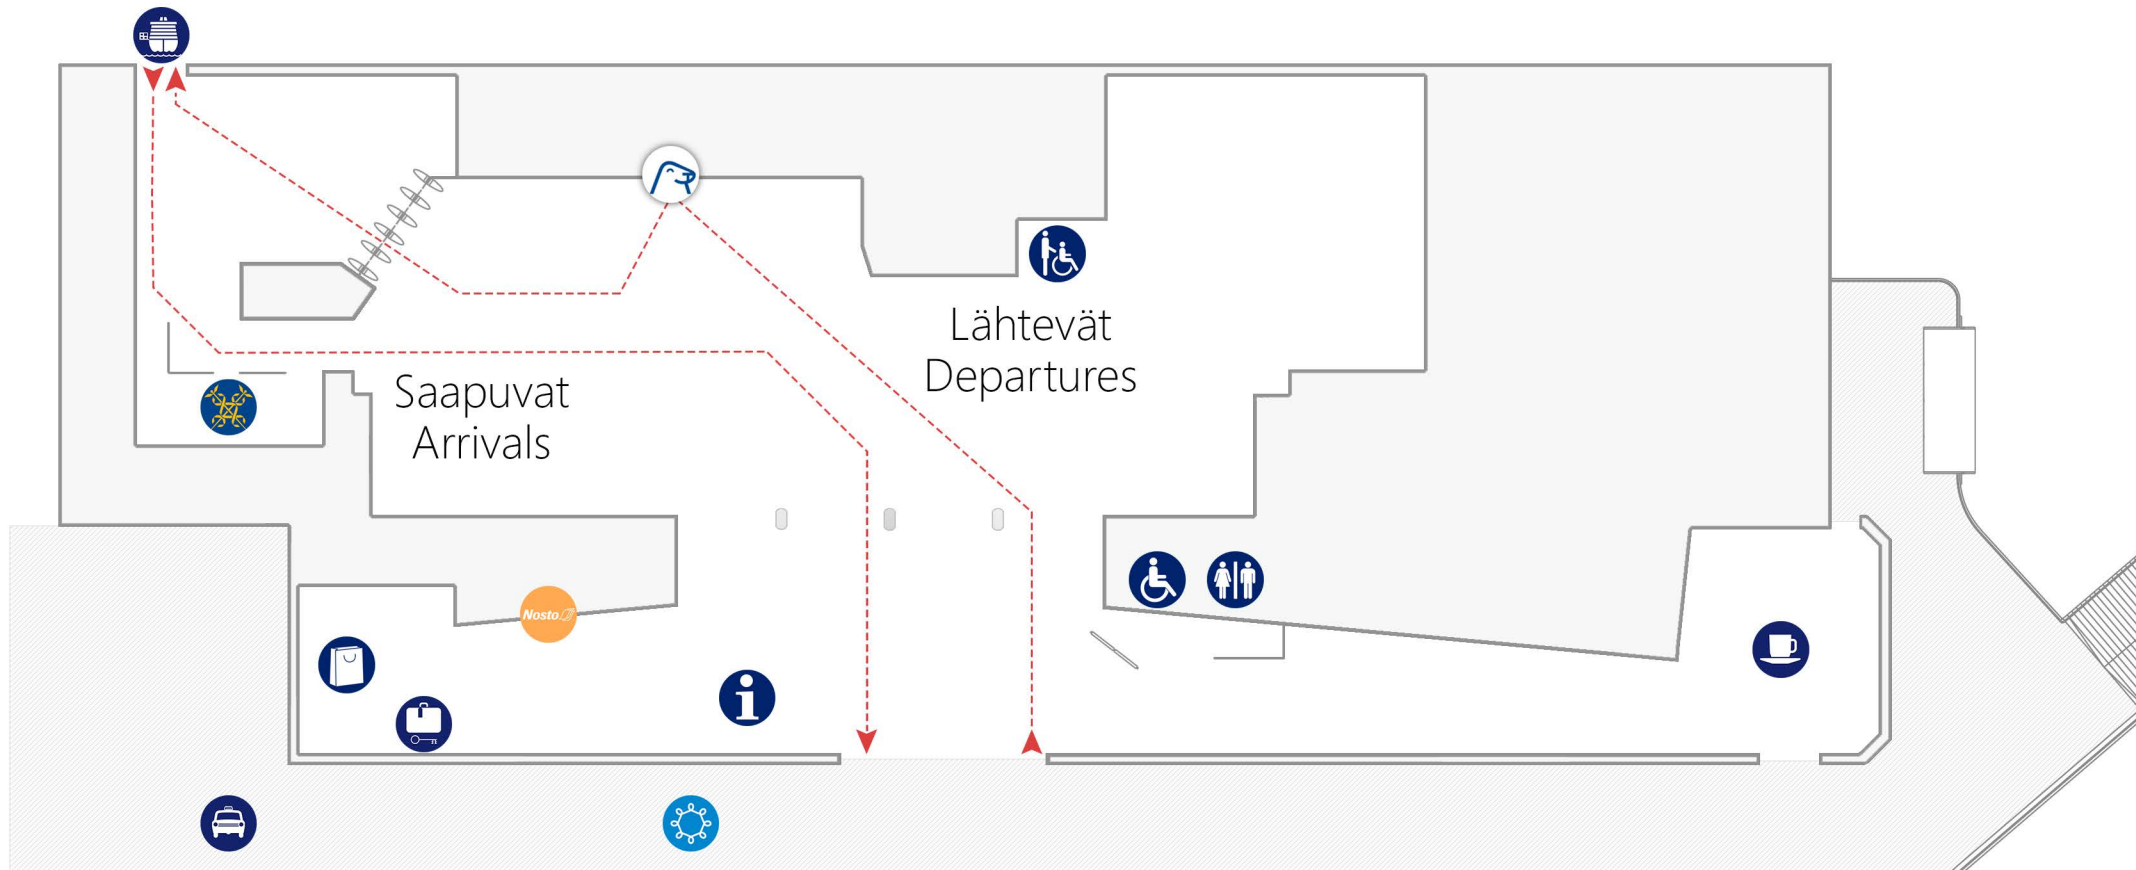 Lähtevät
Departures
Saapuvat
Arrivals
Nosto